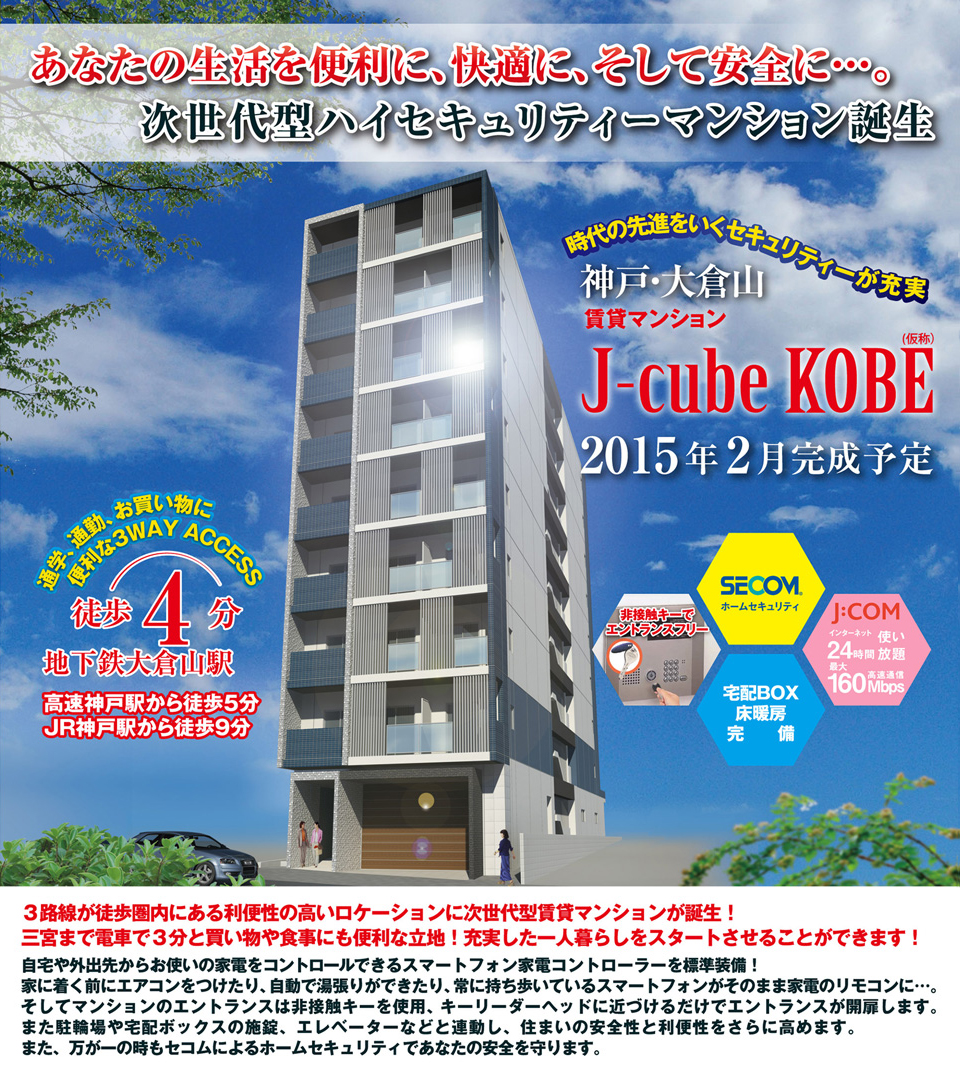 あなたの生活を便利に、快適に、そして安全に…。
次世代型ハイセキュリティーマンション誕生
時代の先進をいくセキュリティーが充実
神戸・大倉山
賃貸マンション
(仮称)
J-cube KOBE
2015年2月完成予定
通学、通勤、お買い物に
便利な3WAY ACCESS
徒歩4分
地下鉄大倉山駅
高速神戸駅から徒歩5分
JR神戸駅から徒歩9分
非接触キーで
エントランスフリー
SECOM
ホームセキュリティ
宅配BOX
床暖房
完備
J:COM
インターネット 使い
24時間 放題
最大 高速通信
160Mbps
3路線が徒歩圏内にある利便性の高いロケーションに次世代型賃貸マンションが誕生！
三宮まで電車で3分と買い物や食事にも便利な立地！充実した一人暮らしをスタートさせることができます！
自宅や外出先からお使いの家電をコントロールできるスマートフォン家電コントローラーを標準装備！
家に着く前にエアコンをつけたり、自動で湯張りができたり、常に持ち歩いているスマートフォンがそのまま家電のリモコンに…。
そしてマンションのエントランスは非接触キーを使用、キーリーダーヘッドに近づけるだけでエントランスが開扉します。
また駐輪場や宅配ボックスの施錠、エレベーターなどと連動し、住まいの安全性と利便性をさらに高めます。
また、万が一の時もセコムによるホームセキュリティであなたの安全を守ります。